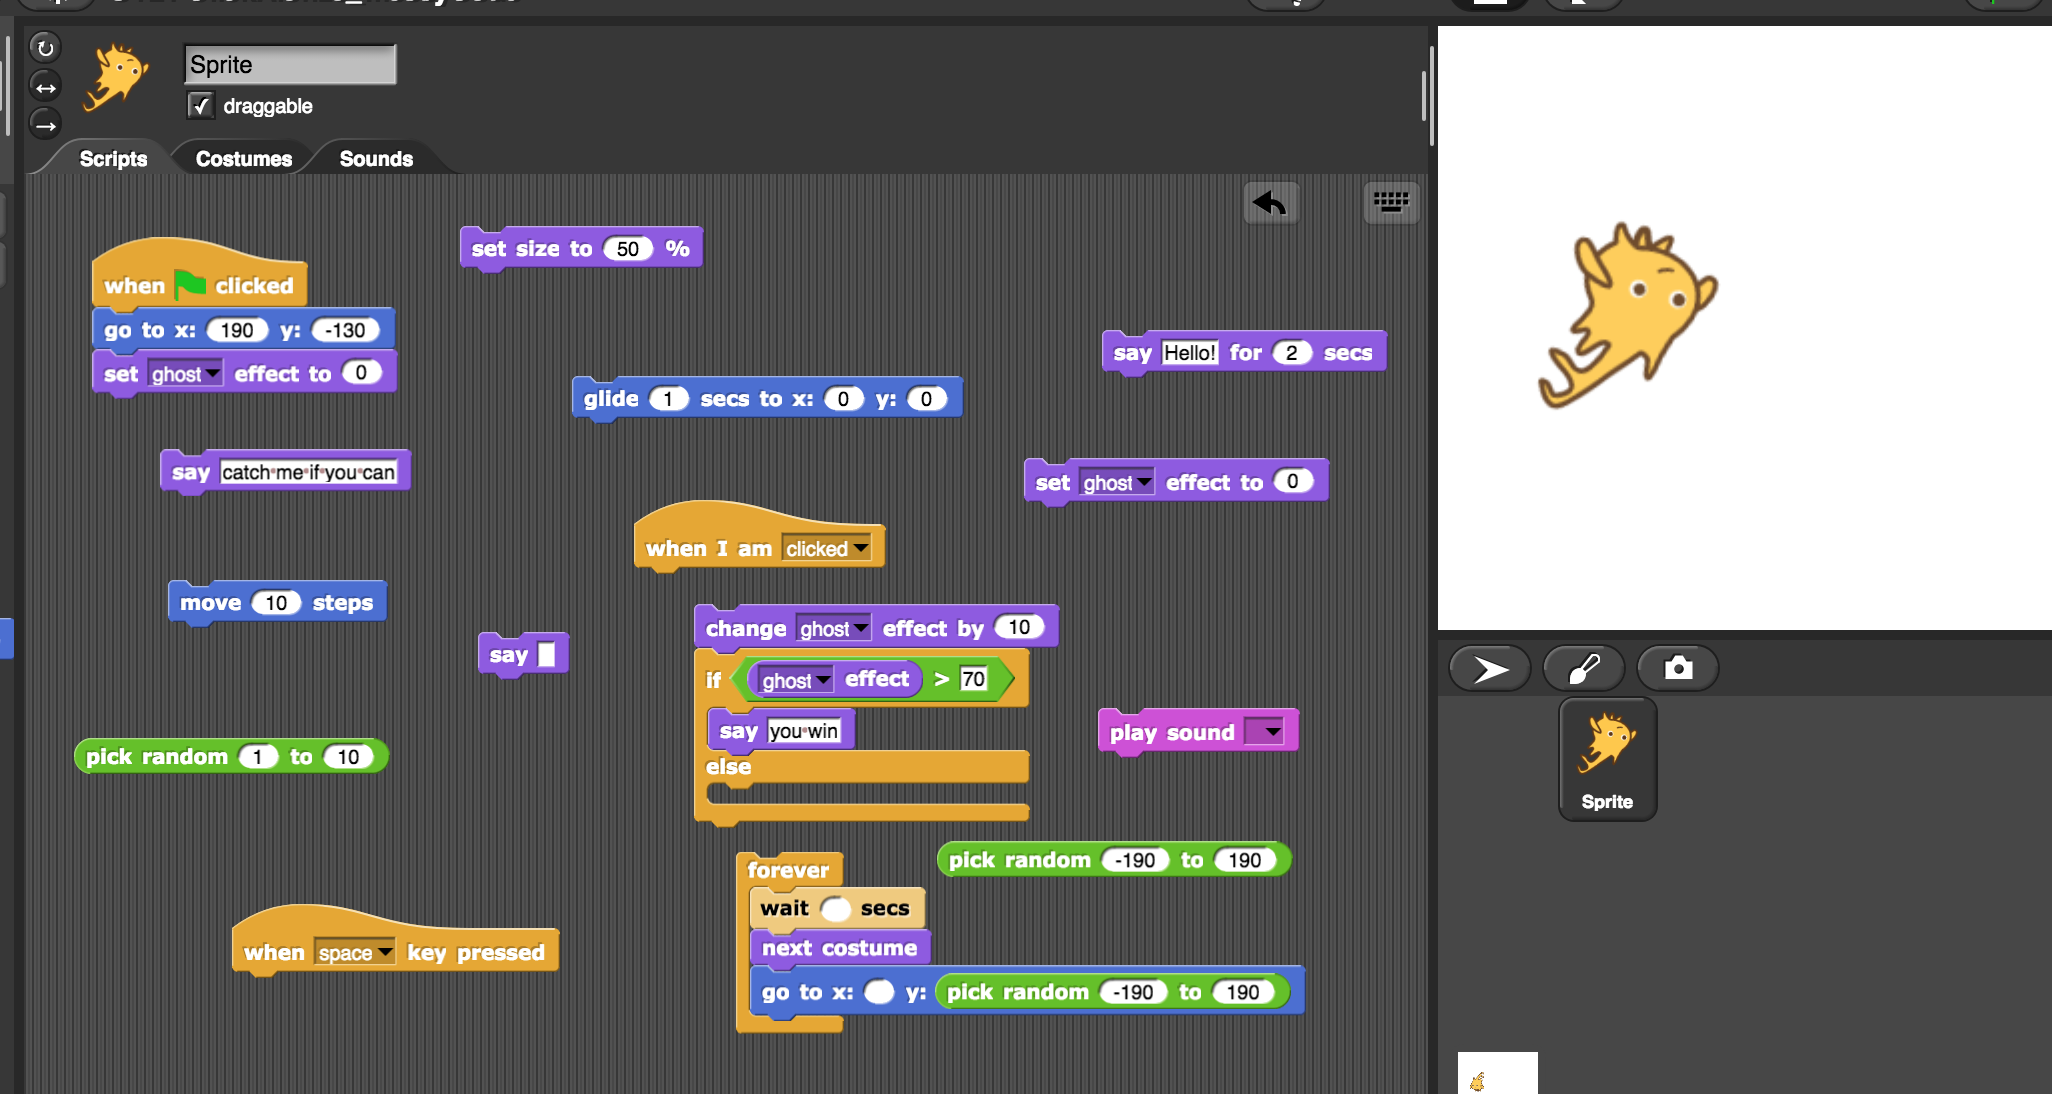 Sprite
draggable
Scripts
Costumes
Sounds
set size to 50 %
when clicked
go to x: 190 y: -130
set ghost effect to 0
say Hello! for 2 secs
glide 1 secs to x: 0 y: 0
say catch me if you can
set ghost effect to 0
when I am clicked
move 10 steps
change ghost effect by 10
say
if ghost effect > 70
say you win
else
play sound
pick random 1 to 10
pick random -190 to 190
forever
wait secs
next costume
go to x: y: pick random -190 to 190
when space key pressed
Sprite